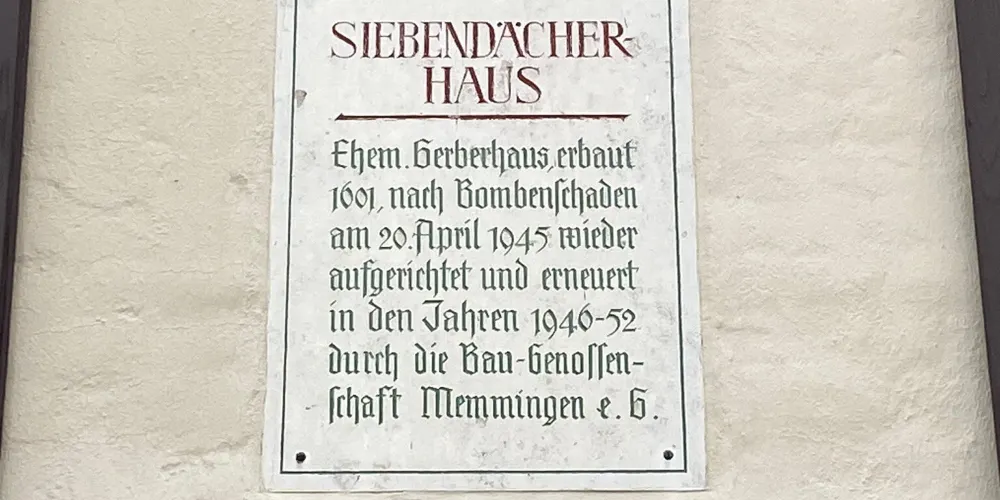 SIEBENDÄCHER-
HAUS
Ehem. Gerberhaus, erbaut
1601, nach Bombenſchaden
am 20. April 1945 wieder
aufgerichtet und erneuert
in den Jahren 1946-52
durch die Bau-Genoſſen-
ſchaft Memmingen e. G.